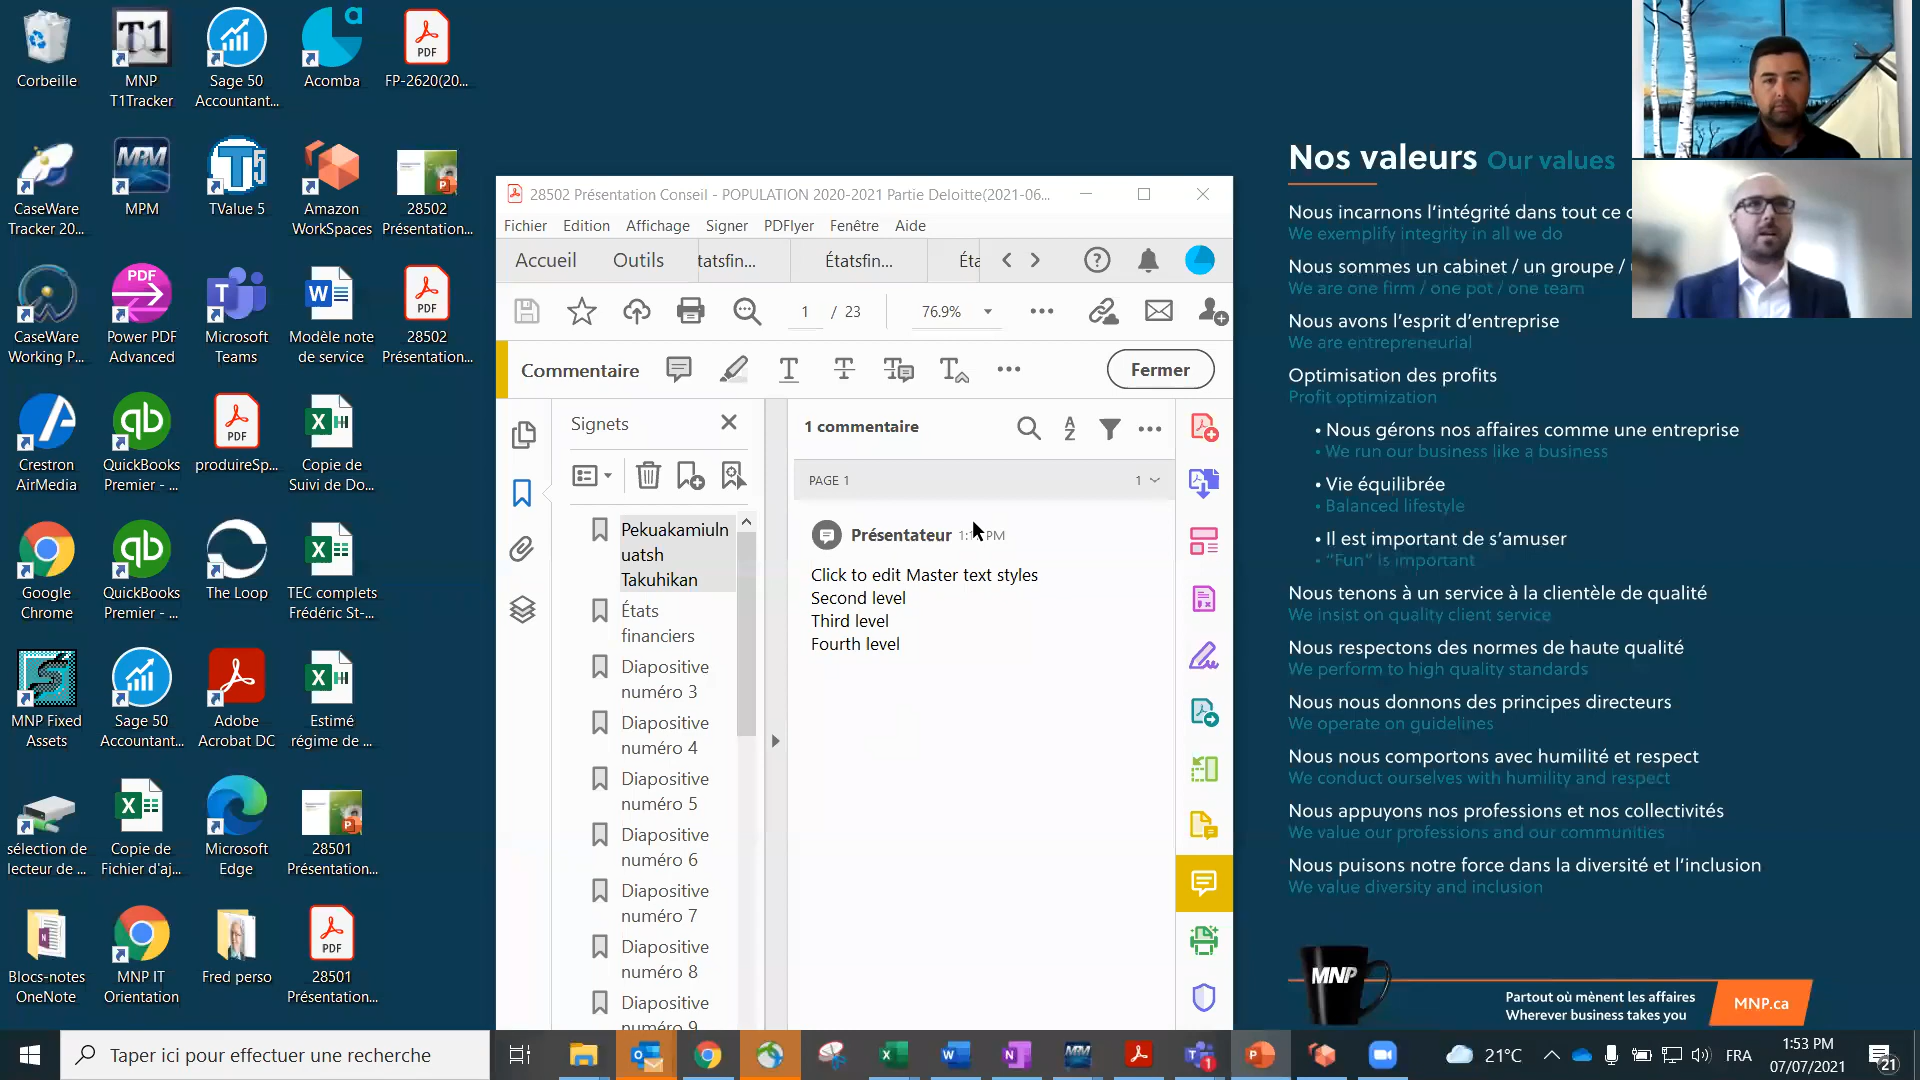 Corbeille
MNP
T1Tracker
Sage 50
Accountant...
Acomba
FP-2620(20...
CaseWare
Tracker 20...
MPM
TValue 5
Amazon
WorkSpaces
28502
Présentation...
CaseWare
Working P...
Power PDF
Advanced
Microsoft
Teams
Modèle note
de service
28502
Présentation...
Crestron
AirMedia
QuickBooks
Premier - ...
produireSp...
Copie de
Suivi de Do...
Google
Chrome
QuickBooks
Premier - ...
The Loop
TEC complets
Frédéric St-...
MNP Fixed
Assets
Sage 50
Accountant...
Adobe
Acrobat DC
Estimé
régime de ...
sélection de
lecteur de ...
Copie de
Fichier d'aj...
Microsoft
Edge
28501
Présentation...
Blocs-notes
OneNote
MNP IT
Orientation
Fred perso
28501
Présentation...
28502 Présentation Conseil - POPULATION 2020-2021 Partie Deloitte(2021-06...
Fichier Edition Affichage Signer PDFlyer Fenêtre Aide
Accueil Outils tatsfin... Étatsfin... Éta
1 / 23 76.9%
Commentaire Fermer
Signets
Pekuakamiuln
uatsh
Takuhikan
États
financiers
Diapositive
numéro 3
Diapositive
numéro 4
Diapositive
numéro 5
Diapositive
numéro 6
Diapositive
numéro 7
Diapositive
numéro 8
Diapositive
numéro 9
1 commentaire
PAGE 1 1
Présentateur PM
Click to edit Master text styles
Second level
Third level
Fourth level
Nos valeurs Our values
Nous incarnons l'intégrité dans tout ce
We exemplify integrity in all we do
Nous sommes un cabinet / un groupe /
We are one firm / one pot / one team
Nous avons l'esprit d'entreprise
We are entrepreneurial
Optimisation des profits
Profit optimization
• Nous gérons nos affaires comme une entreprise
• We run our business like a business
• Vie équilibrée
• Balanced lifestyle
• Il est important de s'amuser
• "Fun" is important
Nous tenons à un service à la clientèle de qualité
We insist on quality client service
Nous respectons des normes de haute qualité
We perform to high quality standards
Nous nous donnons des principes directeurs
We operate on guidelines
Nous nous comportons avec humilité et respect
We conduct ourselves with humility and respect
Nous appuyons nos professions et nos collectivités
We value our professions and our communities
Nous puisons notre force dans la diversité et l'inclusion
We value diversity and inclusion
MNP
Partout où mènent les affaires
Wherever business takes you
MNP.ca
Taper ici pour effectuer une recherche
21°C
FRA
1:53 PM
07/07/2021
21